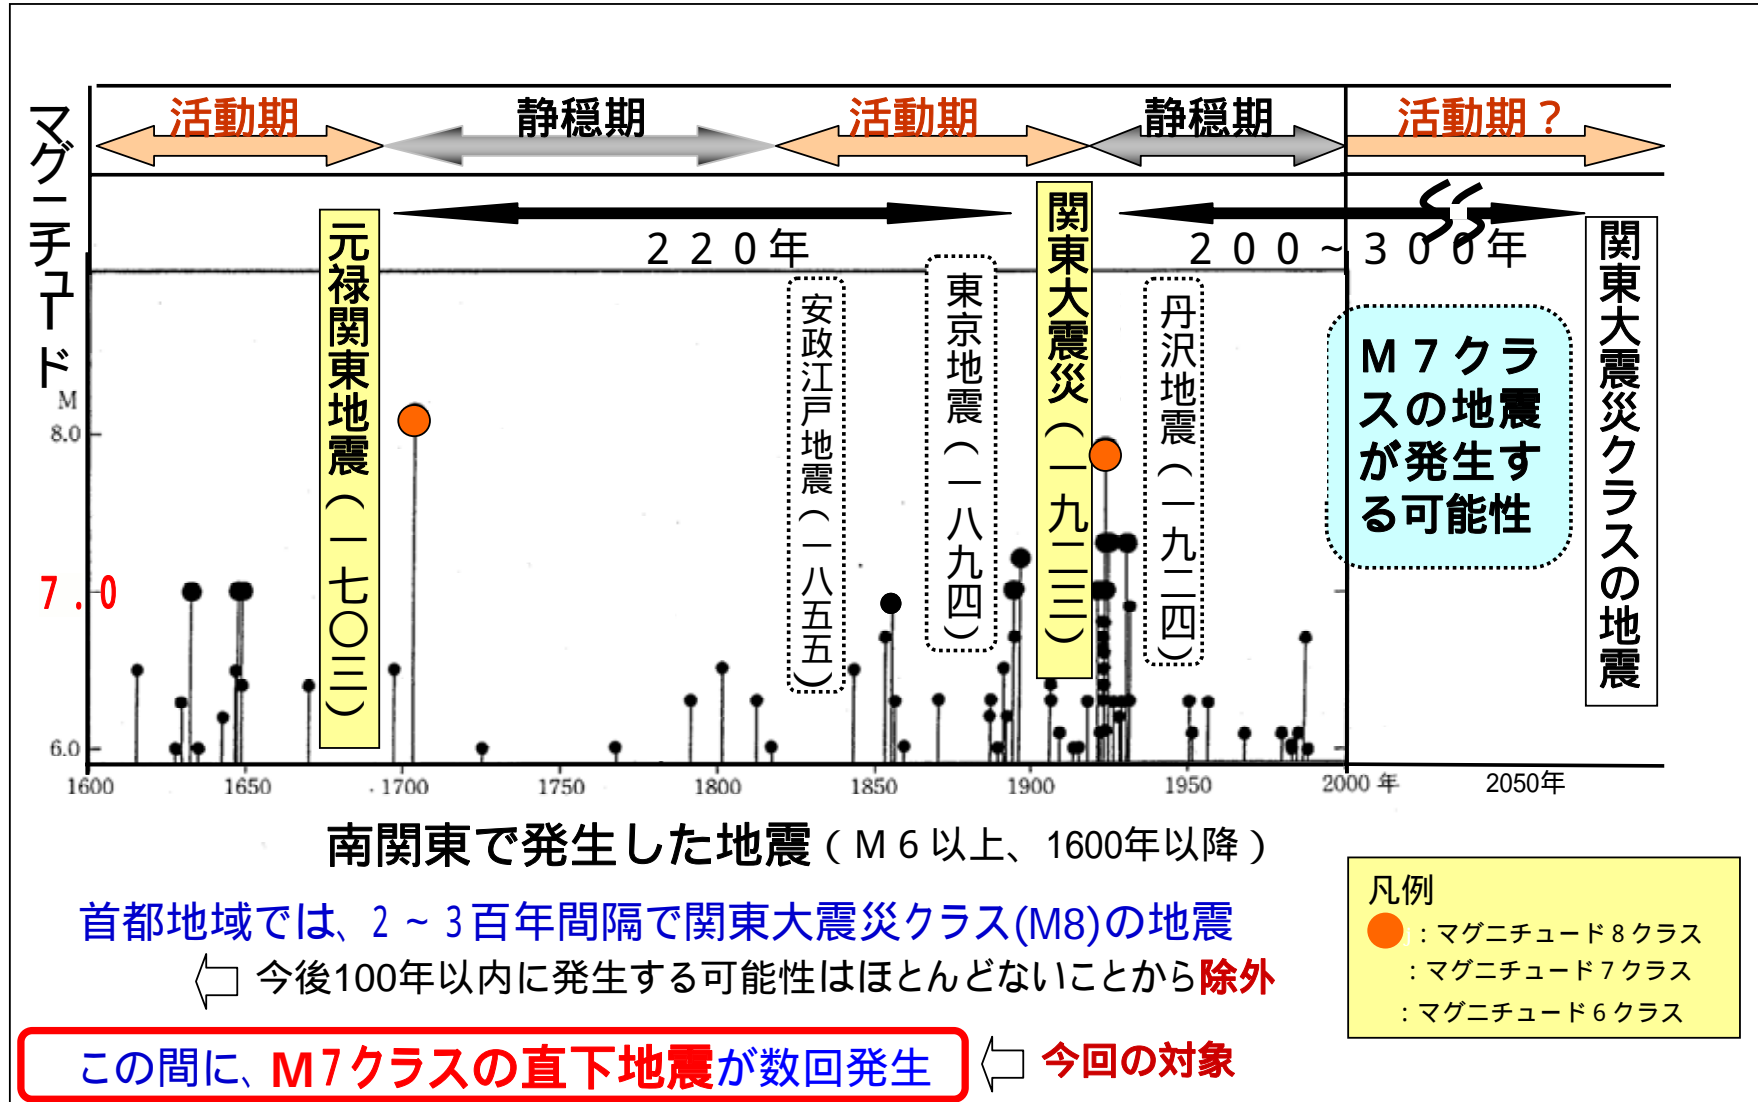 活動期
静穏期
活動期
静穏期
活動期？
マグニチュード
220年
200～300年
元禄関東地震(一七〇三)
安政江戸地震(一八五五)
東京地震(一八九四)
関東大震災(一九二三)
丹沢地震(一九二四)
M7クラ
スの地震
が発生す
る可能性
関東大震災クラスの地震
M
8.0
7.0
6.0
1600 1650 1700 1750 1800 1850 1900 1950 2000 年 2050年
南関東で発生した地震(M6以上、1600年以降)
首都地域では、2～3百年間隔で関東大震災クラス(M8)の地震
今後100年以内に発生する可能性はほとんどないことから除外
この間に、M7クラスの直下地震が数回発生
今回の対象
凡例
：マグニチュード8クラス
：マグニチュード7クラス
：マグニチュード6クラス